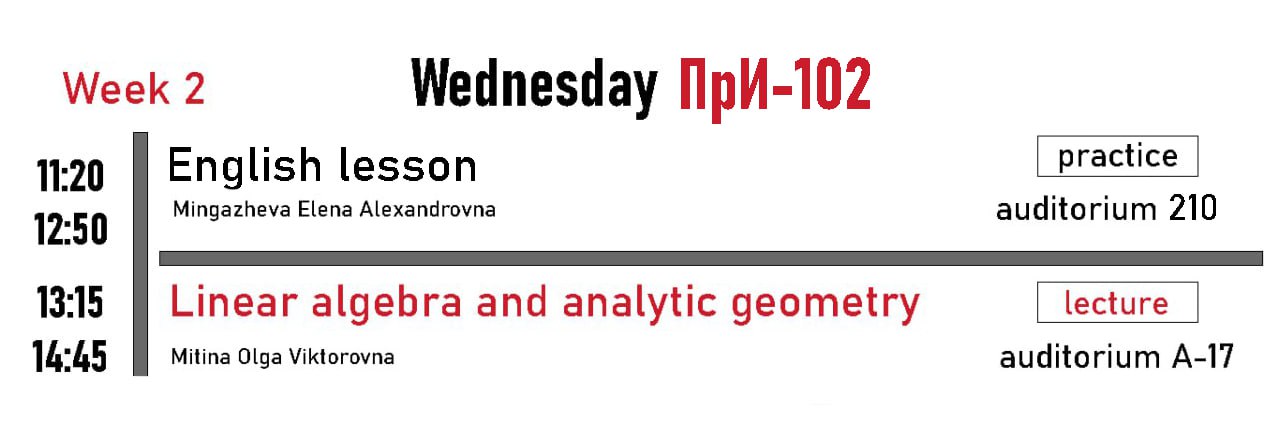 Week 2
Wednesday ПрИ-102
11:20
12:50
English lesson
Mingazheva Elena Alexandrovna
practice
auditorium 210
13:15
14:45
Linear algebra and analytic geometry
Mitina Olga Viktorovna
lecture
auditorium A-17